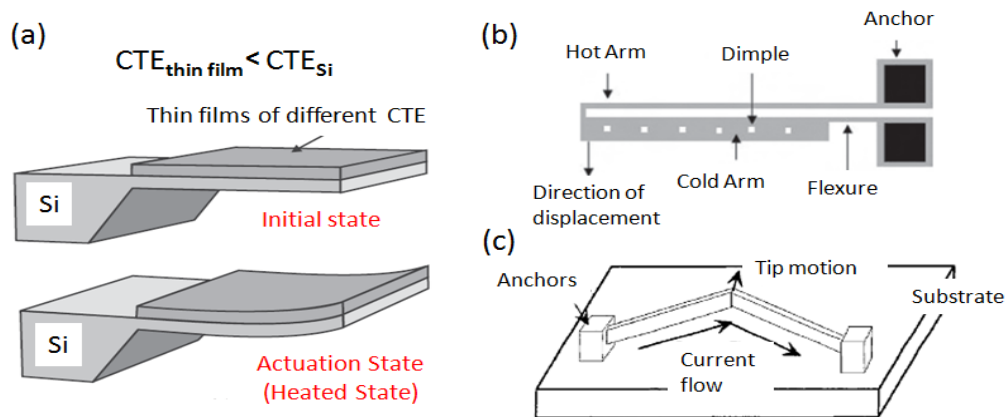 (a)
CTEthin film< CTESi
Thin films of different CTE
Si
Initial state
Si
Actuation State
(Heated State)
(b)
Anchor
Hot Arm
Dimple
Direction of
displacement
Cold Arm
Flexure
(c)
Anchors
Tip motion
Substrate
Current
flow